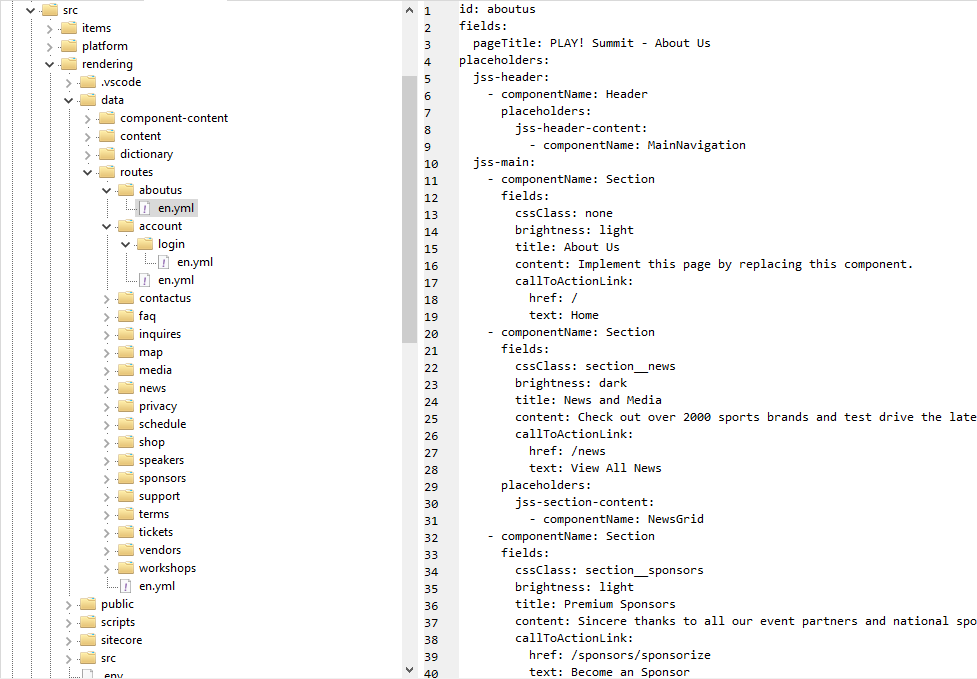 src
items
platform
rendering
.vscode
data
component-content
content
dictionary
routes
aboutus
en.yml
account
login
en.yml
en.yml
contactus
faq
inquires
map
media
news
privacy
schedule
shop
speakers
sponsors
support
terms
tickets
vendors
workshops
en.yml
public
scripts
sitecore
src
.env
1 id: aboutus
2 fields:
3   pageTitle: PLAY! Summit - About Us
4 placeholders:
5   jss-header:
6     - componentName: Header
7       placeholders:
8         jss-header-content:
9           - componentName: MainNavigation
10   jss-main:
11     - componentName: Section
12       fields:
13         cssClass: none
14         brightness: light
15         title: About Us
16         content: Implement this page by replacing this component.
17         callToActionLink:
18           href: /
19           text: Home
20     - componentName: Section
21       fields:
22         cssClass: section__news
23         brightness: dark
24         title: News and Media
25         content: Check out over 2000 sports brands and test drive the late
26         callToActionLink:
27           href: /news
28           text: View All News
29       placeholders:
30         jss-section-content:
31           - componentName: NewsGrid
32     - componentName: Section
33       fields:
34         cssClass: section__sponsors
35         brightness: light
36         title: Premium Sponsors
37         content: Sincere thanks to all our event partners and national spo
38         callToActionLink:
39           href: /sponsors/sponsorize
40           text: Become an Sponsor